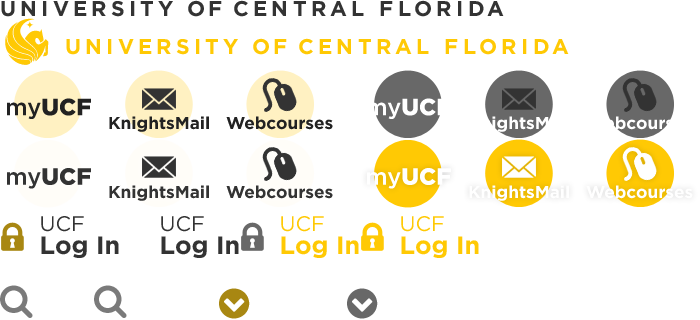 UNIVERSITY OF CENTRAL FLORIDA
UNIVERSITY OF CENTRAL FLORIDA
myUCF KnightsMail Webcourses myUCF KnightsMail Webcourses
myUCF KnightsMail Webcourses myUCF KnightsMail Webcourses
UCF UCF UCF UCF
Log In Log In Log In Log In